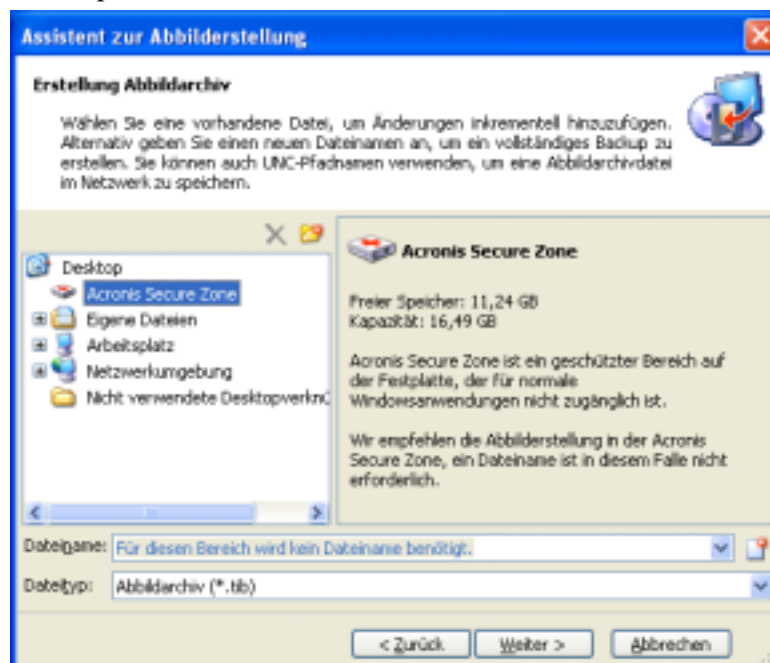 Assistent zur Abbilderstellung
Erstellung Abbildarchiv
Wählen Sie eine vorhandene Datei, um Änderungen inkrementell hinzuzufügen.
Alternativ geben Sie einen neuen Dateinamen an, um ein vollständiges Backup zu
erstellen. Sie können auch UNC-Pfadnamen verwenden, um eine Abbildarchivdatei
im Netzwerk zu speichern.
Desktop
Acronis Secure Zone
Eigene Dateien
Arbeitsplatz
Netzwerkumgebung
Nicht verwendete Desktopverknü
Acronis Secure Zone
Freier Speicher: 11,24 GB
Kapazität: 16,49 GB
Acronis Secure Zone ist ein geschützter Bereich auf
der Festplatte, der für normale
Windowsanwendungen nicht zugänglich ist.
Wir empfehlen die Abbilderstellung in der Acronis
Secure Zone, ein Dateiname ist in diesem Falle nicht
erforderlich.
Dateiname: Für diesen Bereich wird kein Dateiname benötigt.
Dateityp: Abbildarchiv (*.tib)
< Zurück Weiter > Abbrechen